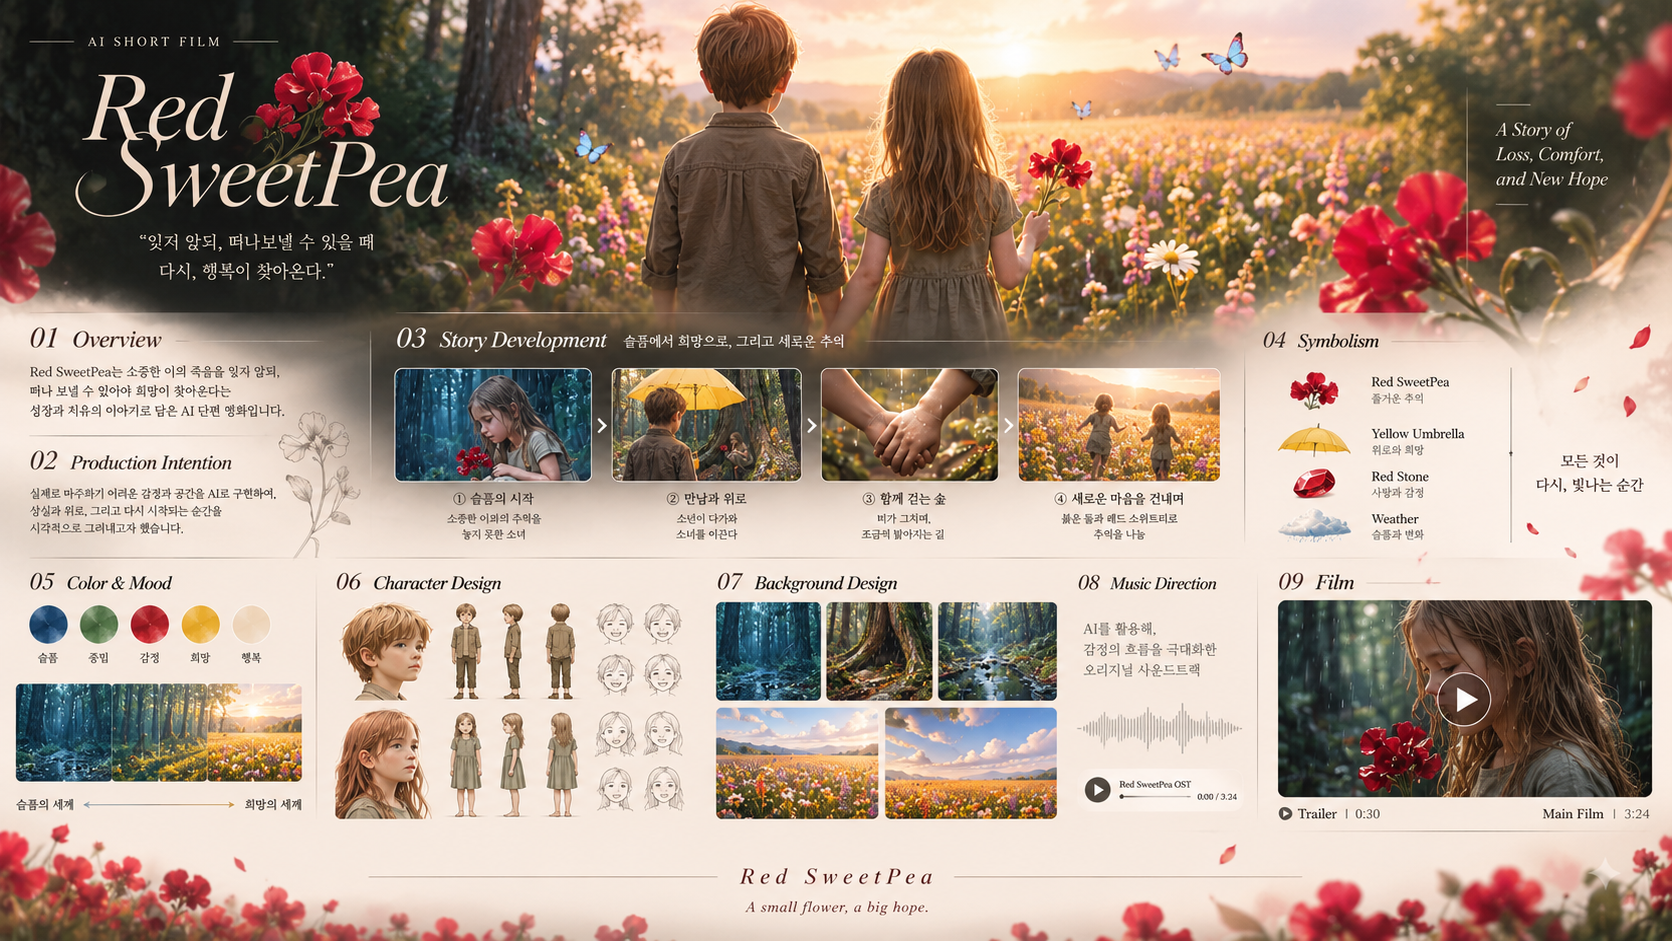 AI SHORT FILM
Red
SweetPea
“잊지 않되, 떠나보낼 수 있을 때
다시, 행복이 찾아온다.”
A Story of
Loss, Comfort,
and New Hope
01 Overview
Red SweetPea는 소중한 이의 죽음을 잊자 않되,
떠나 보낼 수 있어야 희망이 찾아온다는
성장과 치유의 이야기로 담은 AI 단편 영화입니다.
02 Production Intention
실제로 마주하기 어려운 감정과 공간을 AI로 구현하여,
상실과 위로, 그리고 다시 시작되는 순간을
시각적으로 그려내고자 했습니다.
03 Story Development 슬픔에서 희망으로, 그리고 새로운 추억
① 슬픔의 시작
소중한 이의의 추억을
놓지 못한 소녀
② 만남과 위로
소년이 다가와
소녀를 이끈다
③ 함께 걷는 숲
비가 그치며,
조금씩 밝아지는 길
④ 새로운 마음을 건네며
붉은 돌과 레드 소위트피로
추억을 나눔
04 Symbolism
Red SweetPea
즐거운 추억
Yellow Umbrella
위로와 희망
Red Stone
사랑과 감정
Weather
슬픔과 변화
모든 것이
다시, 빛나는 순간
05 Color & Mood
슬픔
감정
희망
행복
슬픔의 세계
희망의 세계
06 Character Design
07 Background Design
08 Music Direction
AI를 활용해,
감정의 흐름을 극대화한
오리지널 사운드트랙
Red SweetPea OST
0:00 / 3:24
09 Film
Trailer | 0:30
Main Film | 3:24
Red SweetPea
A small flower, a big hope.